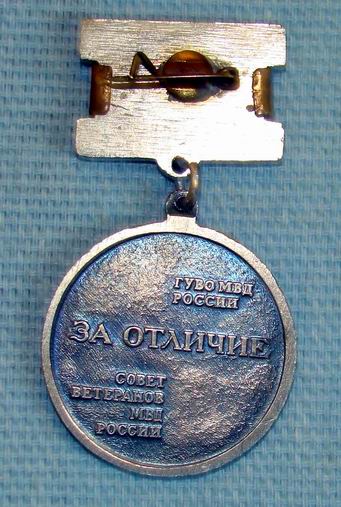 ГУВО МВД
РОССИИ
ЗА ОТЛИЧИЕ
СОВЕТ
ВЕТЕРАНОВ
МВД
РОССИИ